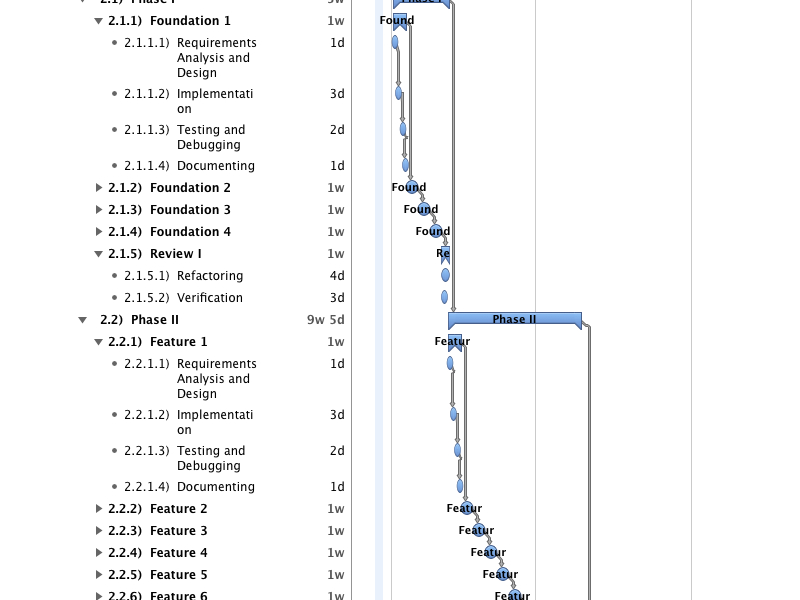 2.1) Phase I 5w Phase I
2.1.1) Foundation 1 1w Found
2.1.1.1) Requirements 1d
Analysis and
Design
2.1.1.2) Implementati 3d
on
2.1.1.3) Testing and 2d
Debugging
2.1.1.4) Documenting 1d
2.1.2) Foundation 2 1w Found
2.1.3) Foundation 3 1w Found
2.1.4) Foundation 4 1w Found
2.1.5) Review I 1w Re
2.1.5.1) Refactoring 4d
2.1.5.2) Verification 3d
2.2) Phase II 9w 5d Phase II
2.2.1) Feature 1 1w Featur
2.2.1.1) Requirements 1d
Analysis and
Design
2.2.1.2) Implementati 3d
on
2.2.1.3) Testing and 2d
Debugging
2.2.1.4) Documenting 1d
2.2.2) Feature 2 1w Featur
2.2.3) Feature 3 1w Featur
2.2.4) Feature 4 1w Featur
2.2.5) Feature 5 1w Featur
2.2.6) Feature 6 1w Featur